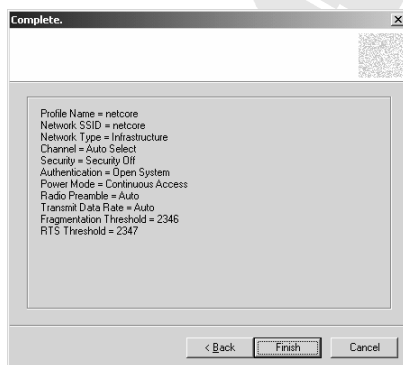 Complete.
Profile Name = netcore
Network SSID = netcore
Network Type = Infrastructure
Channel = Auto Select
Security = Security Off
Authentication = Open System
Power Mode = Continuous Access
Radio Preamble = Auto
Transmit Data Rate = Auto
Fragmentation Threshold = 2346
RTS Threshold = 2347
< Back Finish Cancel